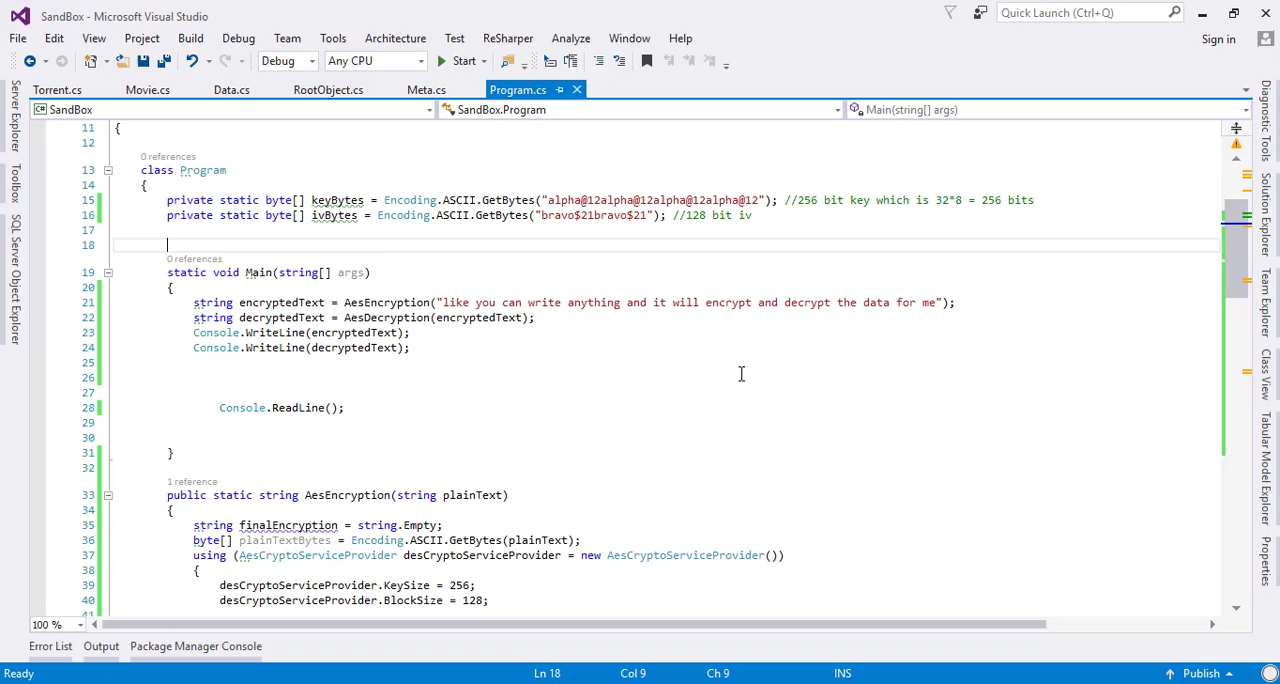 SandBox - Microsoft Visual Studio
Quick Launch (Ctrl+Q)
File Edit View Project Build Debug Team Tools Architecture Test ReSharper Analyze Window Help
Sign in
Debug Any CPU Start
Torrent.cs Movie.cs Data.cs RootObject.cs Meta.cs Program.cs
SandBox SandBox.Program Main(string[] args)
Server Explorer
Toolbox
SQL Server Object Explorer
11 {
12
0 references
13 class Program
14 {
15 private static byte[] keyBytes = Encoding.ASCII.GetBytes("alpha@12alpha@12alpha@12alpha@12"); //256 bit key which is 32*8 = 256 bits
16 private static byte[] ivBytes = Encoding.ASCII.GetBytes("bravo$21bravo$21"); //128 bit iv
17
18
0 references
19 static void Main(string[] args)
20 {
21 string encryptedText = AesEncryption("like you can write anything and it will encrypt and decrypt the data for me");
22 string decryptedText = AesDecryption(encryptedText);
23 Console.WriteLine(encryptedText);
24 Console.WriteLine(decryptedText);
25
26
27
28 Console.ReadLine();
29
30
31 }
32
1 reference
33 public static string AesEncryption(string plainText)
34 {
35 string finalEncryption = string.Empty;
36 byte[] plainTextBytes = Encoding.ASCII.GetBytes(plainText);
37 using (AesCryptoServiceProvider desCryptoServiceProvider = new AesCryptoServiceProvider())
38 {
39 desCryptoServiceProvider.KeySize = 256;
40 desCryptoServiceProvider.BlockSize = 128;
Diagnostic Tools
Solution Explorer
Team Explorer
Class View
Tabular Model Explorer
Properties
100 %
Error List Output Package Manager Console
Ready Ln 18 Col 9 Ch 9 INS Publish